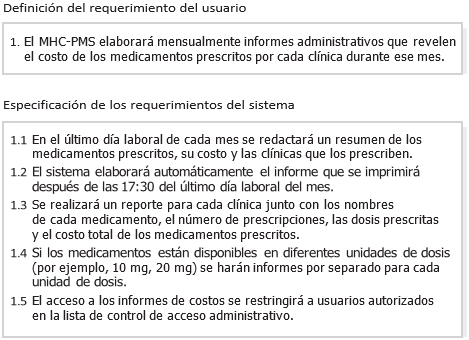 Definición del requerimiento del usuario
1. El MHC-PMS elaborará mensualmente informes administrativos que revelen
el costo de los medicamentos prescritos por cada clínica durante ese mes.
Especificación de los requerimientos del sistema
1.1 En el último día laboral de cada mes se redactará un resumen de los
medicamentos prescritos, su costo y las clínicas que los prescriben.
1.2 El sistema elaborará automáticamente el informe que se imprimirá
después de las 17:30 del último día laboral del mes.
1.3 Se realizará un reporte para cada clínica junto con los nombres
de cada medicamento, el número de prescripciones, las dosis prescritas
y el costo total de los medicamentos prescritos.
1.4 Si los medicamentos están disponibles en diferentes unidades de dosis
(por ejemplo, 10 mg, 20 mg) se harán informes por separado para cada
unidad de dosis.
1.5 El acceso a los informes de costos se restringirá a usuarios autorizados
en la lista de control de acceso administrativo.